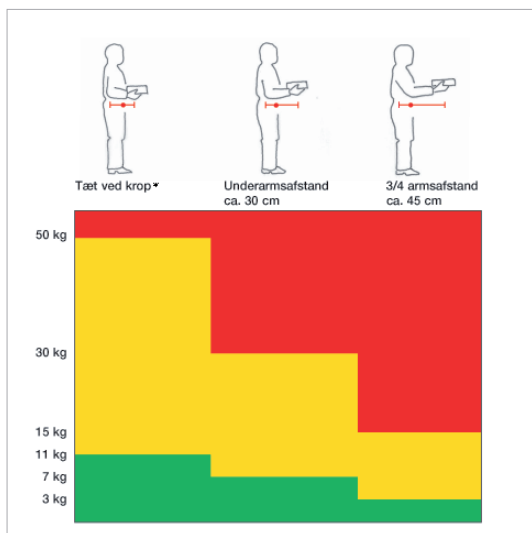 Tæt ved krop*
Underarmsafstand
ca. 30 cm
3/4 armsafstand
ca. 45 cm
50 kg
30 kg
15 kg
11 kg
7 kg
3 kg